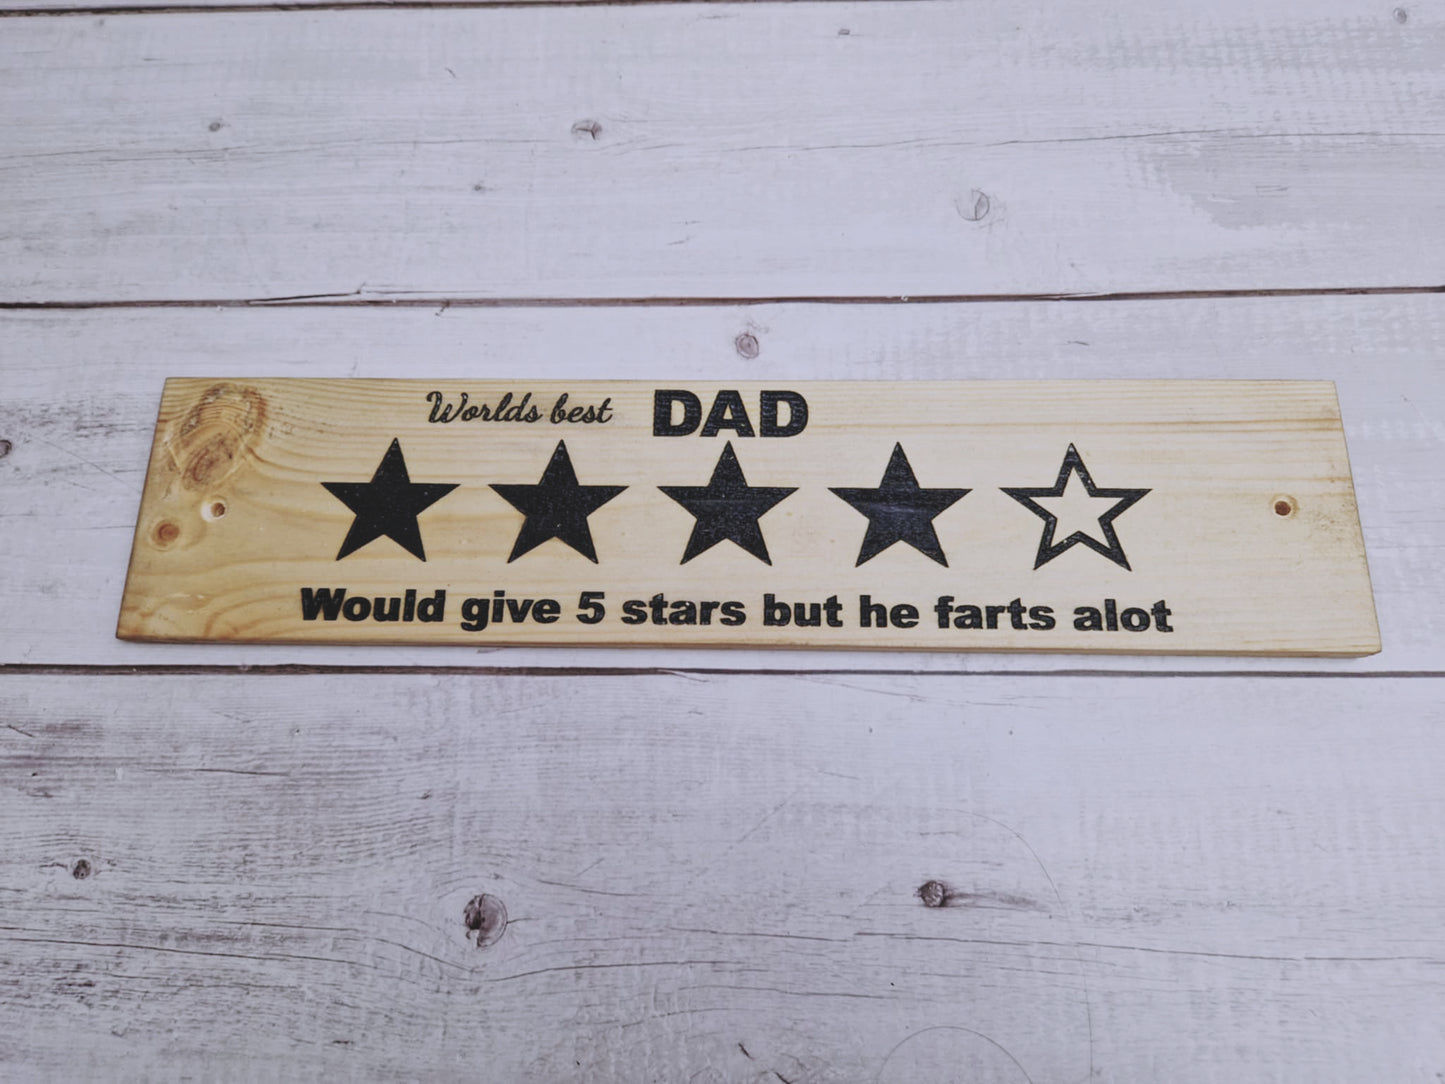 Worlds best DAD
Would give 5 stars but he farts alot